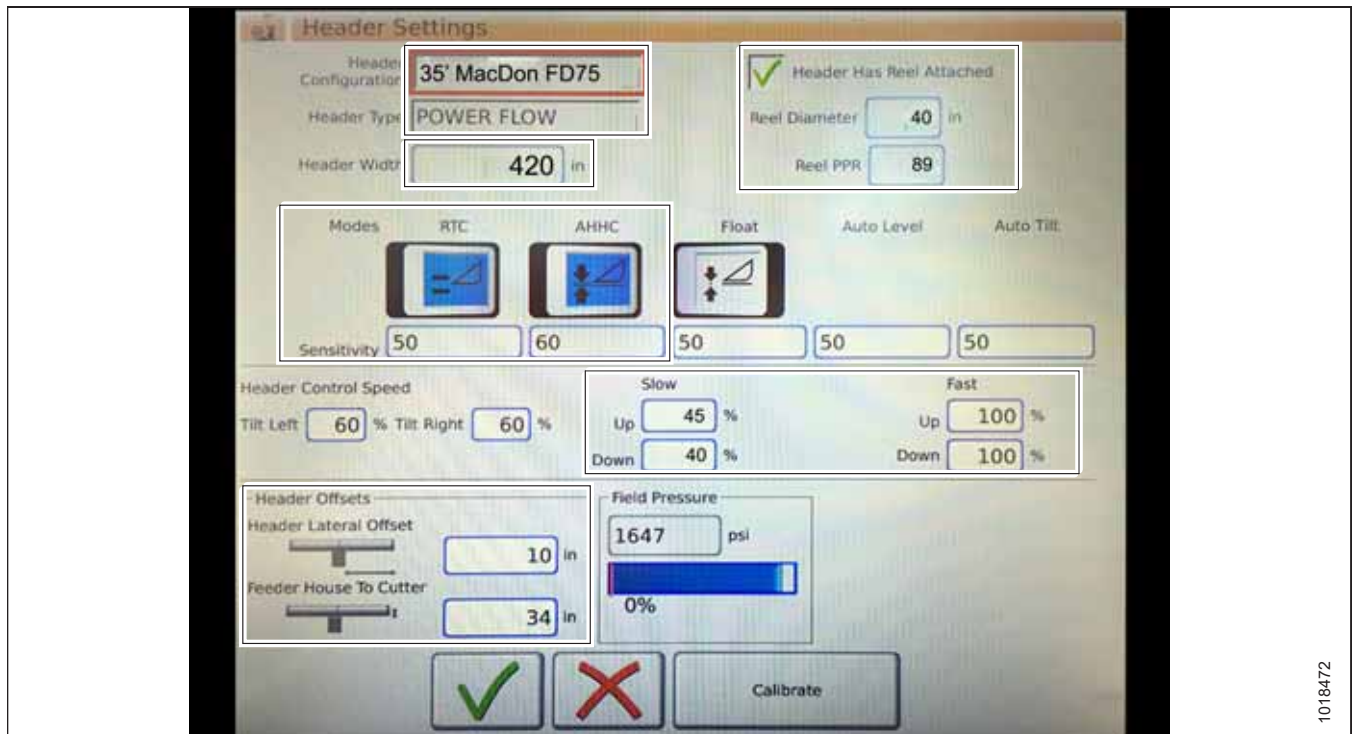 Header Settings
Header
Configuration
35' MacDon FD75
Header Has Reel Attached
Header Type
POWER FLOW
Reel Diameter
40 in
Header Width
420 in
Reel PPR
89
Modes RTC AHHC Float Auto Level Auto Tilt
Sensitivity 50 60 50 50 50
Header Control Speed
Slow Fast
Tilt Left 60 % Tilt Right 60 %
Up 45 % Up 100 %
Down 40 % Down 100 %
Header Offsets
Field Pressure
Header Lateral Offset
10 in
1647 psi
Feeder House To Cutter
34 in
0%
Calibrate
1018472